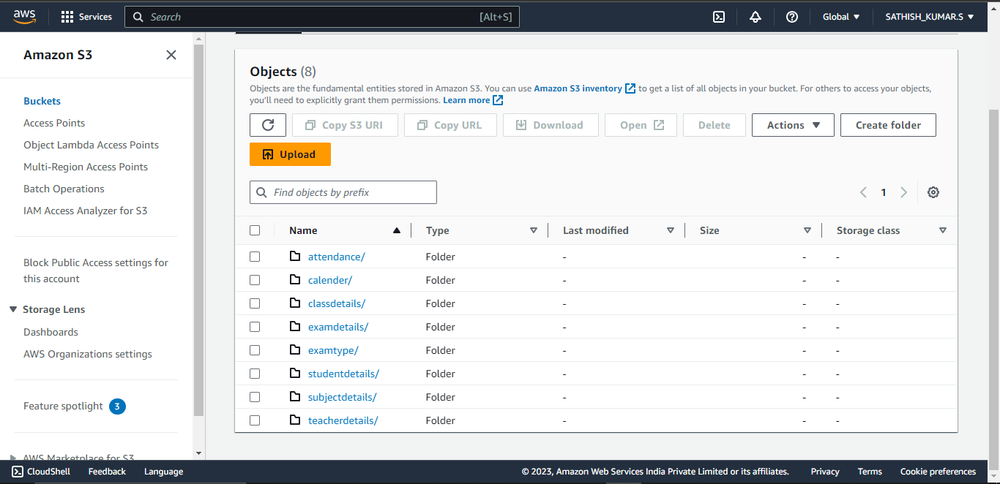 aws Services Search [Alt+S] Global SATHISH_KUMAR.S
Amazon S3
Buckets
Access Points
Object Lambda Access Points
Multi-Region Access Points
Batch Operations
IAM Access Analyzer for S3
Block Public Access settings for
this account
Storage Lens
Dashboards
AWS Organizations settings
Feature spotlight 3
AWS Marketplace for S3
Objects (8)
Objects are the fundamental entities stored in Amazon S3. You can use Amazon S3 inventory to get a list of all objects in your bucket. For others to access your objects,
you'll need to explicitly grant them permissions. Learn more
Copy S3 URI Copy URL Download Open Delete Actions Create folder
Upload
Find objects by prefix 1
Name Type Last modified Size Storage class
attendance/ Folder - - -
calender/ Folder - - -
classdetails/ Folder - - -
examdetails/ Folder - - -
examtype/ Folder - - -
studentdetails/ Folder - - -
subjectdetails/ Folder - - -
teacherdetails/ Folder - - -
CloudShell Feedback Language © 2023, Amazon Web Services India Private Limited or its affiliates. Privacy Terms Cookie preferences